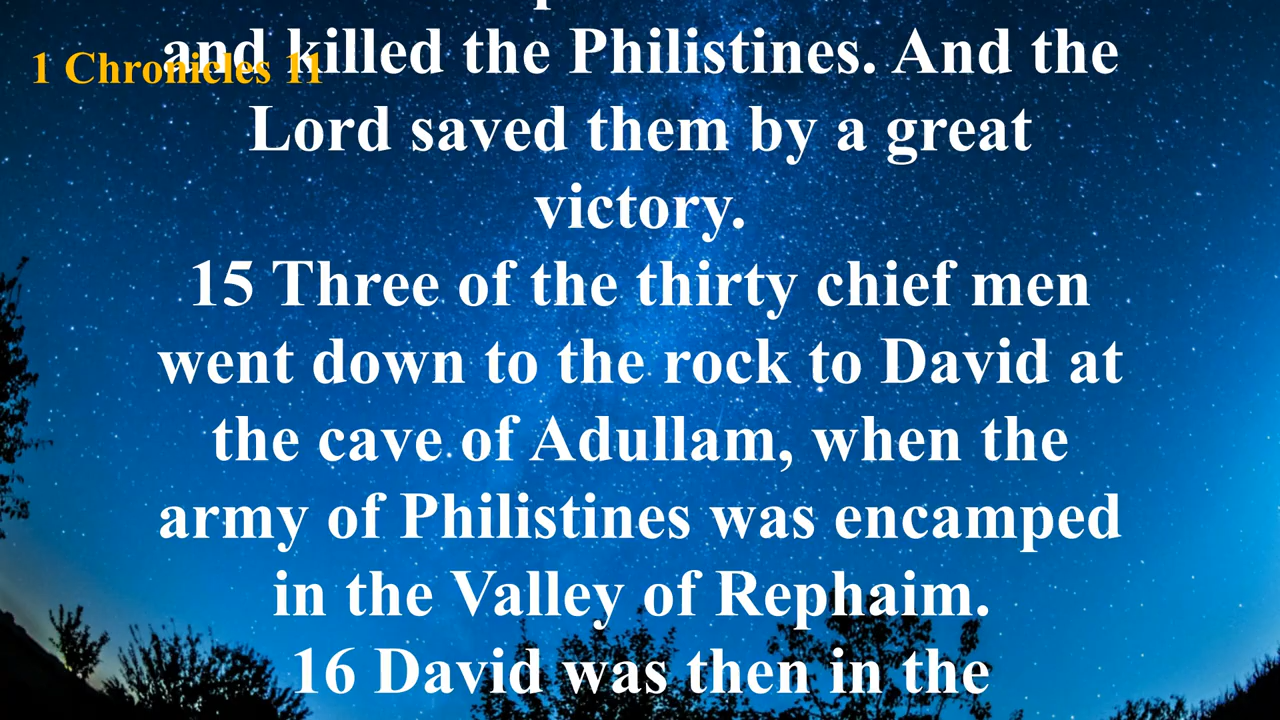 1 Chronicles 11
and killed the Philistines. And the
Lord saved them by a great
victory.
15 Three of the thirty chief men
went down to the rock to David at
the cave of Adullam, when the
army of Philistines was encamped
in the Valley of Rephaim.
16 David was then in the